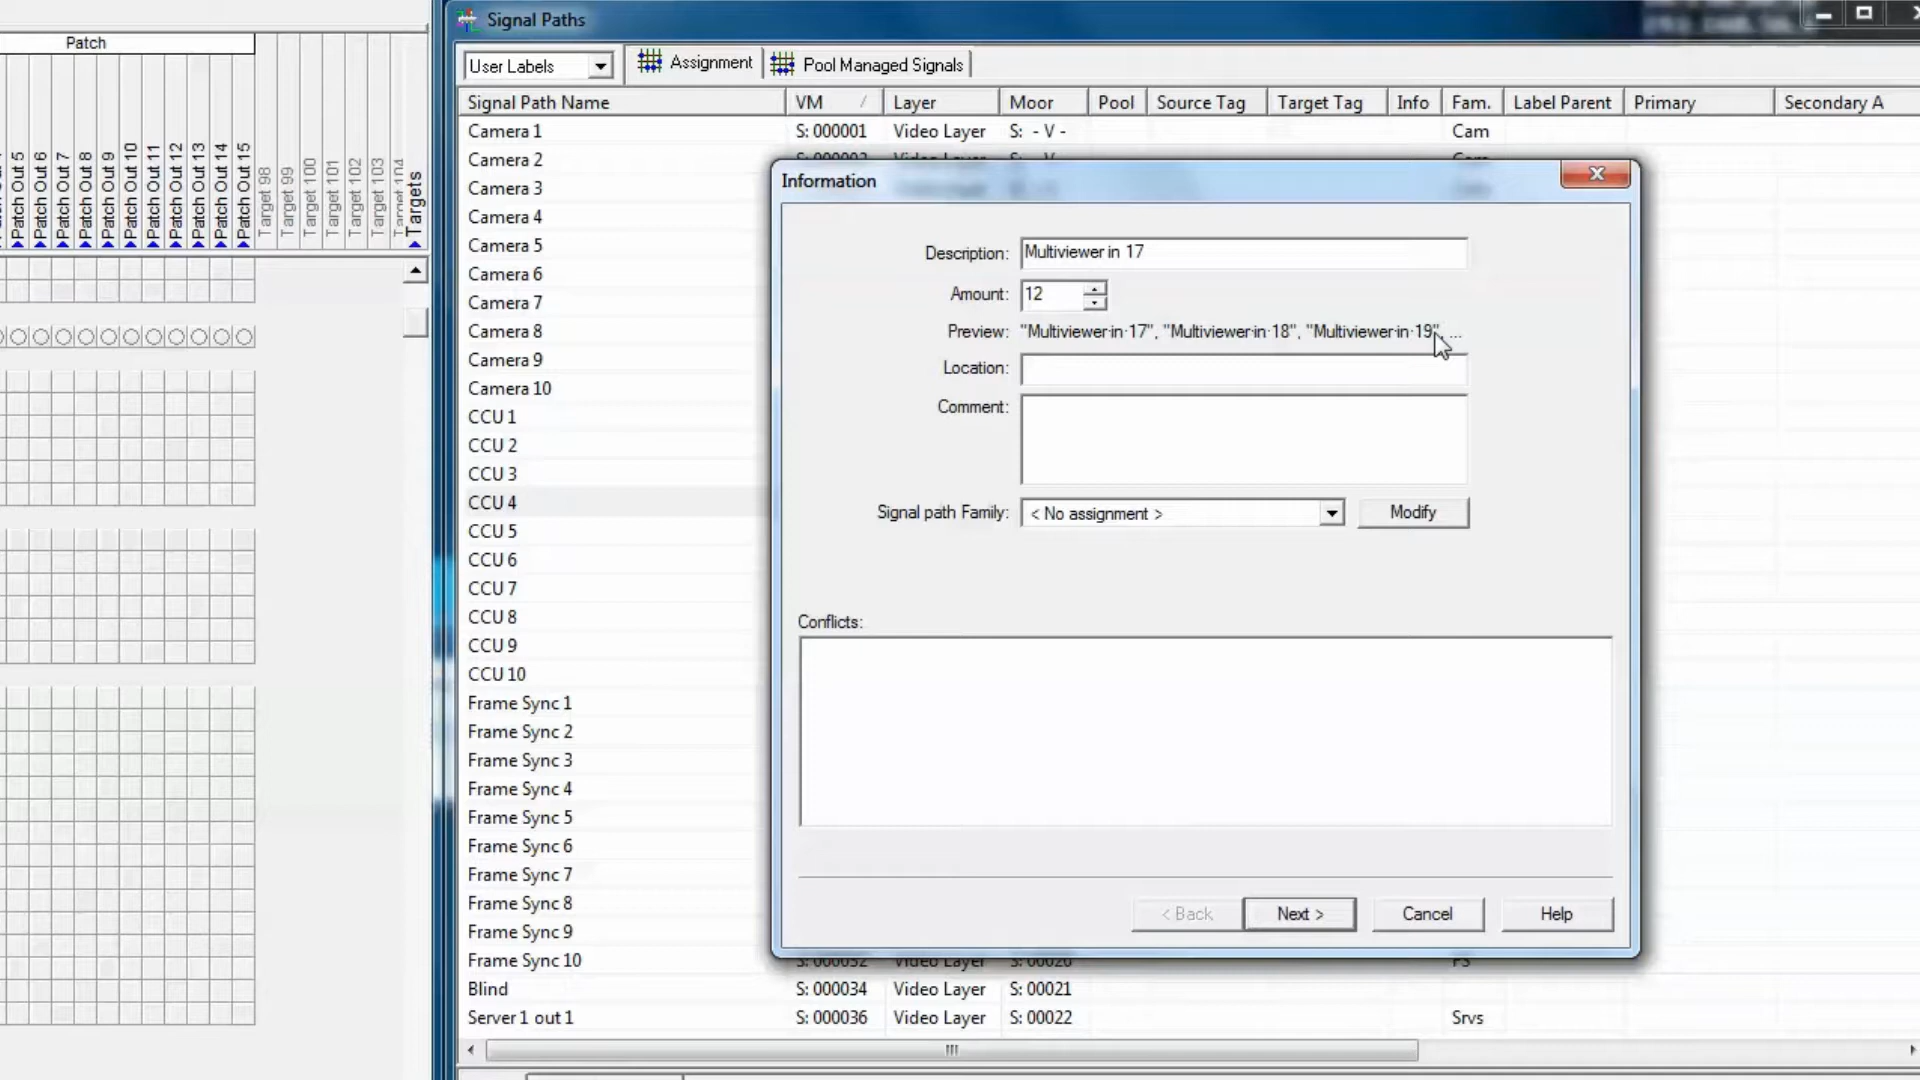 Patch
Patch Out 5
Patch Out 6
Patch Out 7
Patch Out 8
Patch Out 9
Patch Out 10
Patch Out 11
Patch Out 12
Patch Out 13
Patch Out 14
Patch Out 15
Target 98
Target 99
Target 100
Target 101
Target 102
Target 103
Target 104
Targets
Signal Paths
User Labels Assignment Pool Managed Signals
Signal Path Name VM Layer Moor Pool Source Tag Target Tag Info Fam. Label Parent Primary Secondary A
Camera 1 S: 000001 Video Layer S: - V - Cam
Camera 2
Camera 3
Camera 4
Camera 5
Camera 6
Camera 7
Camera 8
Camera 9
Camera 10
CCU 1
CCU 2
CCU 3
CCU 4
CCU 5
CCU 6
CCU 7
CCU 8
CCU 9
CCU 10
Frame Sync 1
Frame Sync 2
Frame Sync 3
Frame Sync 4
Frame Sync 5
Frame Sync 6
Frame Sync 7
Frame Sync 8
Frame Sync 9
Frame Sync 10 S: 000032 Video Layer S: 00020 FS
Blind S: 000034 Video Layer S: 00021
Server 1 out 1 S: 000036 Video Layer S: 00022 Srvs
Information
Description: Multiviewer in 17
Amount: 12
Preview: "Multiviewer·in·17", "Multiviewer·in·18", "Multiviewer·in·19", ...
Location:
Comment:
Signal path Family: < No assignment > Modify
Conflicts:
< Back Next > Cancel Help